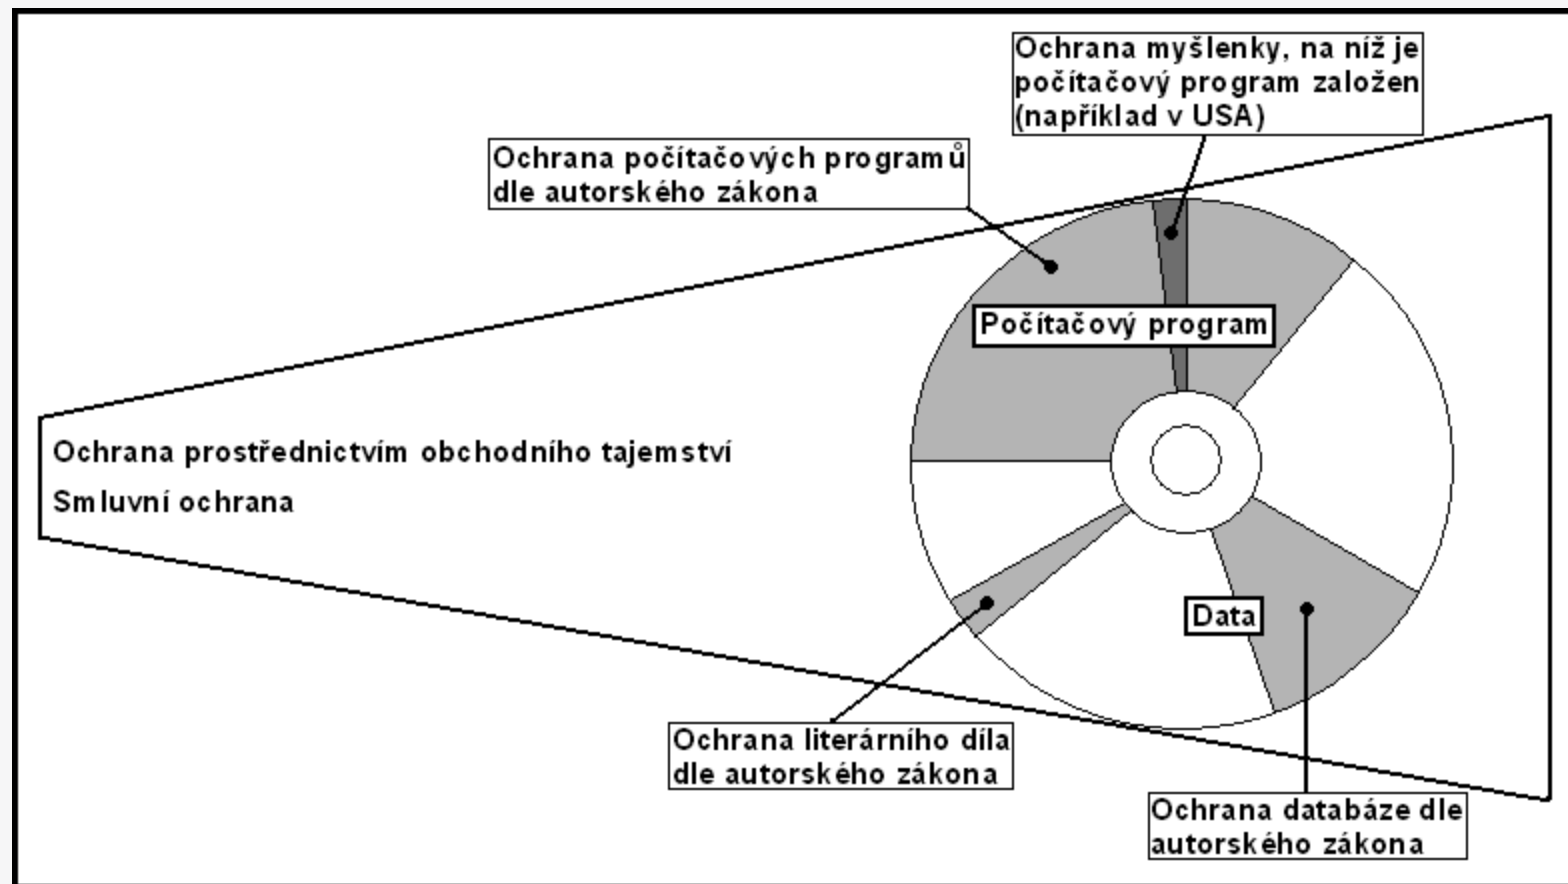 Ochrana myšlenky, na níž je
počítačový program založen
(například v USA)
Ochrana počítačových programů
dle autorského zákona
Počítačový program
Ochrana prostřednictvím obchodního tajemství
Smluvní ochrana
Data
Ochrana literárního díla
dle autorského zákona
Ochrana databáze dle
autorského zákona